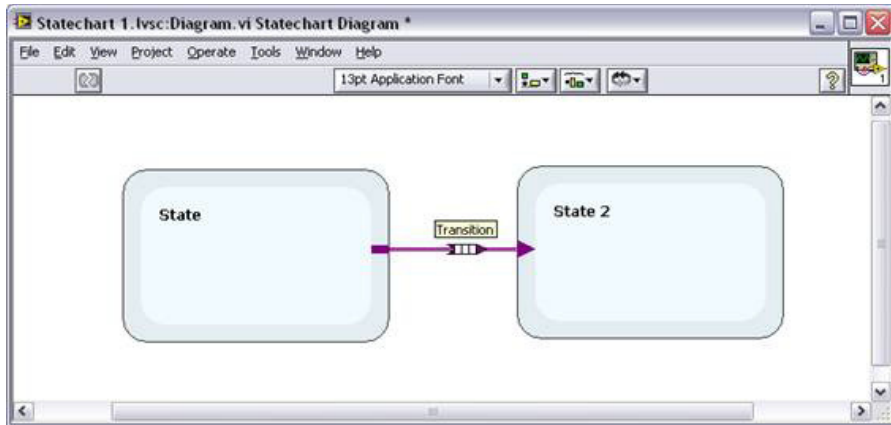 Statechart 1.lvsc:Diagram.vi Statechart Diagram *
File Edit View Project Operate Tools Window Help
13pt Application Font
?
1
State
Transition
State 2